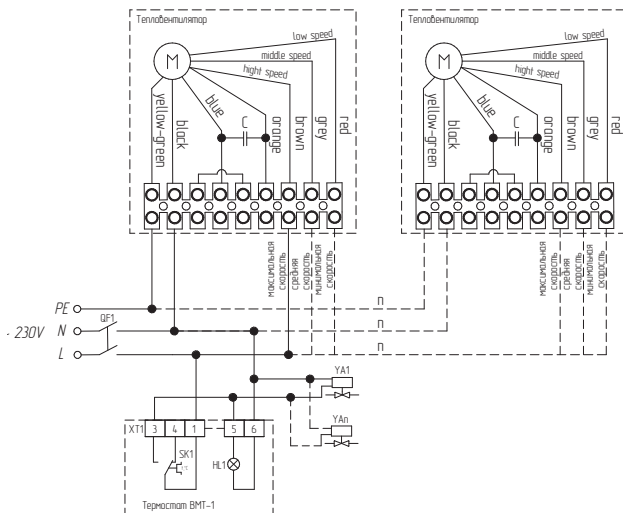 Тепловентилятор
low speed
middle speed
hight speed
M
yellow-green
black
blue
C
orange
brown
grey
red
максимальная
скорость
средняя
скорость
минимальная
скорость
Тепловентилятор
low speed
middle speed
hight speed
M
yellow-green
black
blue
C
orange
brown
grey
red
максимальная
скорость
средняя
скорость
минимальная
скорость
PE
п
QF1
~ 230V
N
п
L
п
YA1
YAn
XT1
3
4
1
5
6
SK1
HL1
Термостат ВМТ-1